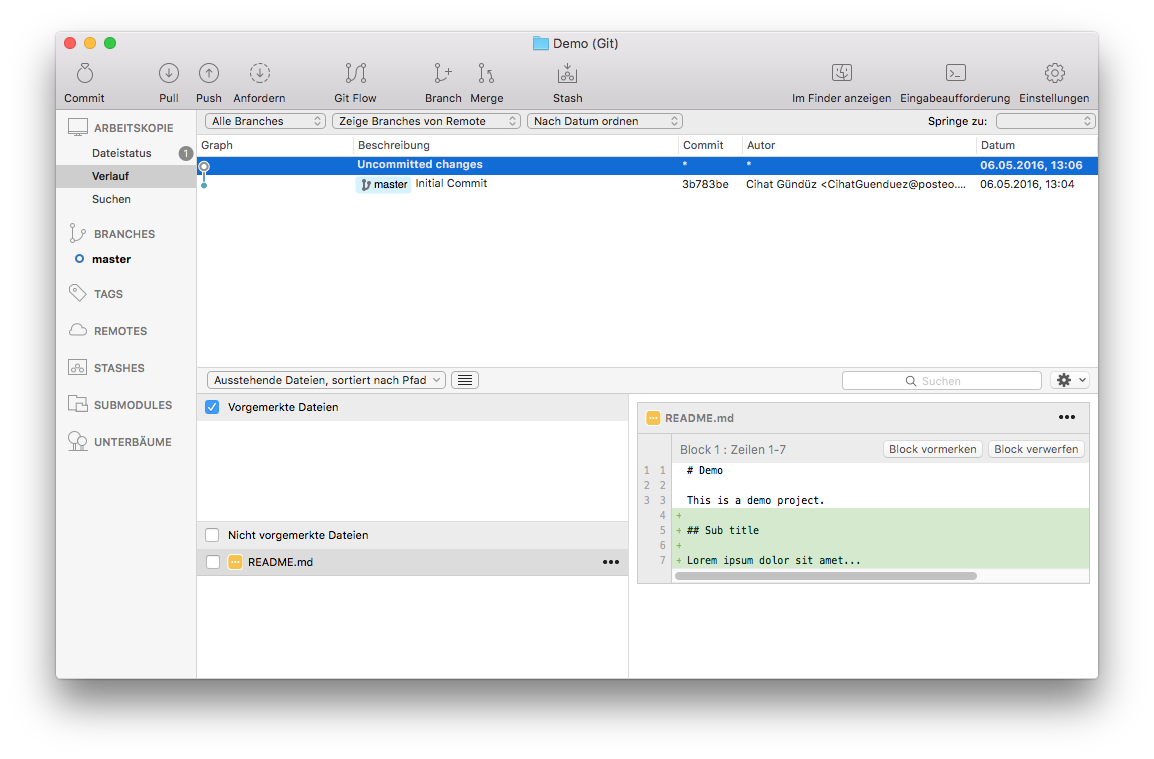 Demo (Git)
Commit Pull Push Anfordern Git Flow Branch Merge Stash Im Finder anzeigen Eingabeaufforderung Einstellungen
ARBEITSKOPIE
Dateistatus 1
Verlauf
Suchen
BRANCHES
master
TAGS
REMOTES
STASHES
SUBMODULES
UNTERBÄUME
Alle Branches Zeige Branches von Remote Nach Datum ordnen Springe zu:
Graph Beschreibung Commit Autor Datum
Uncommitted changes * * 06.05.2016, 13:06
master Initial Commit 3b783be Cihat Gündüz <CihatGuenduez@posteo.... 06.05.2016, 13:04
Ausstehende Dateien, sortiert nach Pfad Suchen
Vorgemerkte Dateien
Nicht vorgemerkte Dateien
README.md
README.md
Block 1 : Zeilen 1-7 Block vormerken Block verwerfen
1 1 # Demo
2 2
3 3 This is a demo project.
4 +
5 + ## Sub title
6 +
7 + Lorem ipsum dolor sit amet...